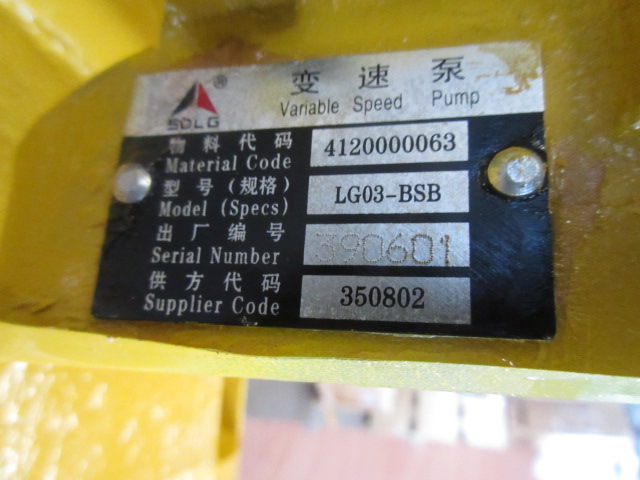 变速泵
SDLG ®
Variable Speed Pump
物料代码
Material Code 4120000063
型号(规格)
Model (Specs) LG03-BSB
出厂编号
Serial Number 390601
供方代码
Supplier Code 350802